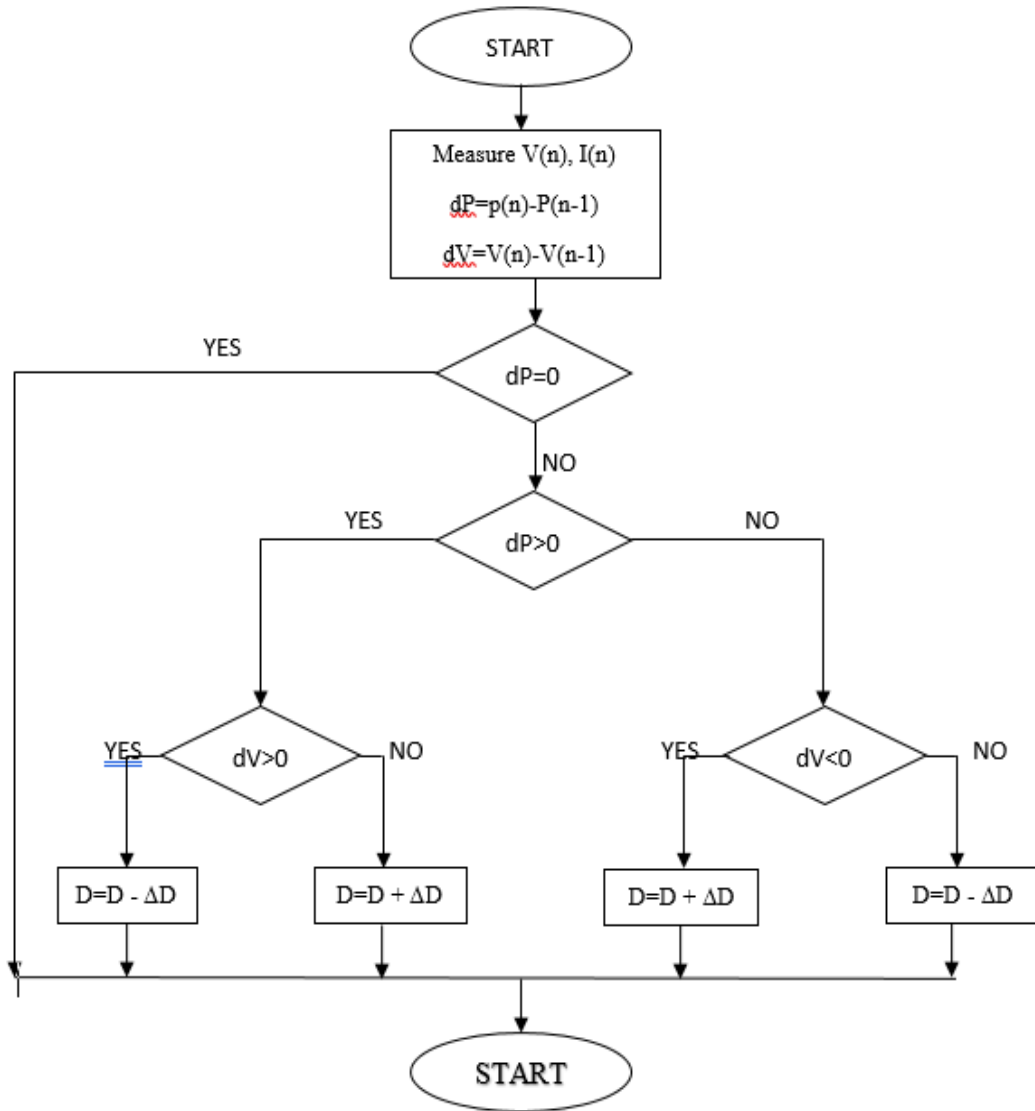 START
Measure V(n), I(n)
dP=p(n)-P(n-1)
dV=V(n)-V(n-1)
YES
dP=0
NO
YES
dP>0
NO
YES
dV>0
NO
YES
dV<0
NO
D=D - ΔD
D=D + ΔD
D=D + ΔD
D=D - ΔD
START